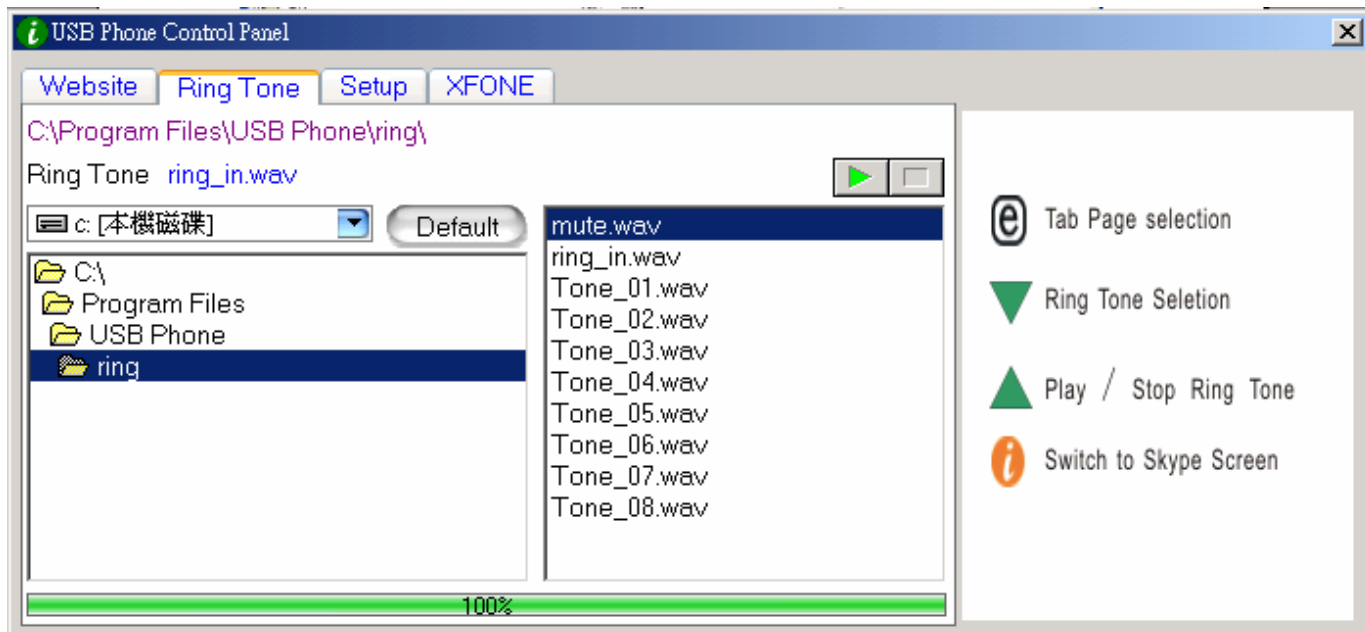 USB Phone Control Panel
Website Ring Tone Setup XFONE
C:\Program Files\USB Phone\ring\
Ring Tone ring_in.wav
c: [本機磁碟] Default
C:\
Program Files
USB Phone
ring
mute.wav
ring_in.wav
Tone_01.wav
Tone_02.wav
Tone_03.wav
Tone_04.wav
Tone_05.wav
Tone_06.wav
Tone_07.wav
Tone_08.wav
100%
Tab Page selection
Ring Tone Seletion
Play / Stop Ring Tone
Switch to Skype Screen